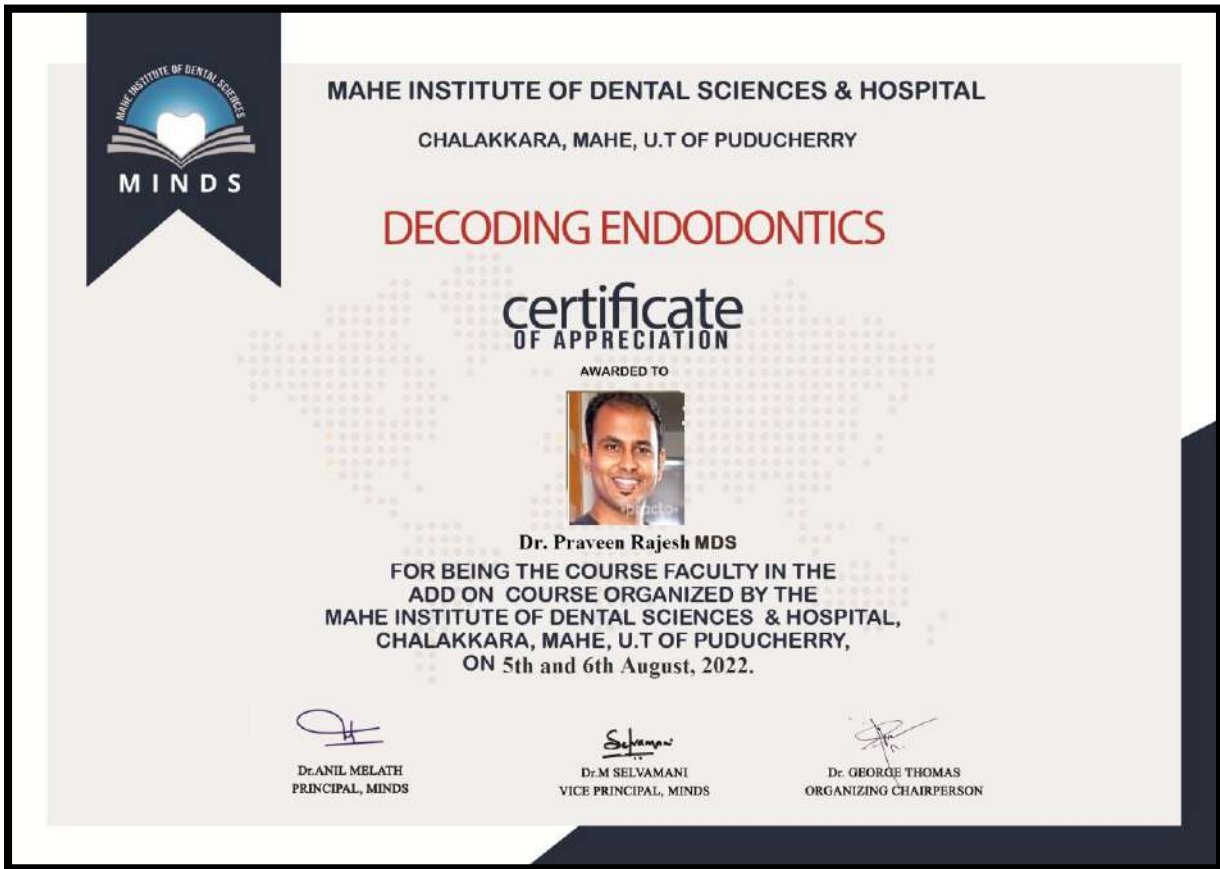 MAHE INSTITUTE OF DENTAL SCIENCES
MINDS
MAHE INSTITUTE OF DENTAL SCIENCES & HOSPITAL
CHALAKKARA, MAHE, U.T OF PUDUCHERRY
DECODING ENDODONTICS
certificate
OF APPRECIATION
AWARDED TO
practo
Dr. Praveen Rajesh MDS
FOR BEING THE COURSE FACULTY IN THE
ADD ON COURSE ORGANIZED BY THE
MAHE INSTITUTE OF DENTAL SCIENCES & HOSPITAL,
CHALAKKARA, MAHE, U.T OF PUDUCHERRY,
ON 5th and 6th August, 2022.
Selvamani
Dr.ANIL MELATH
PRINCIPAL, MINDS
Dr.M SELVAMANI
VICE PRINCIPAL, MINDS
Dr. GEORGE THOMAS
ORGANIZING CHAIRPERSON